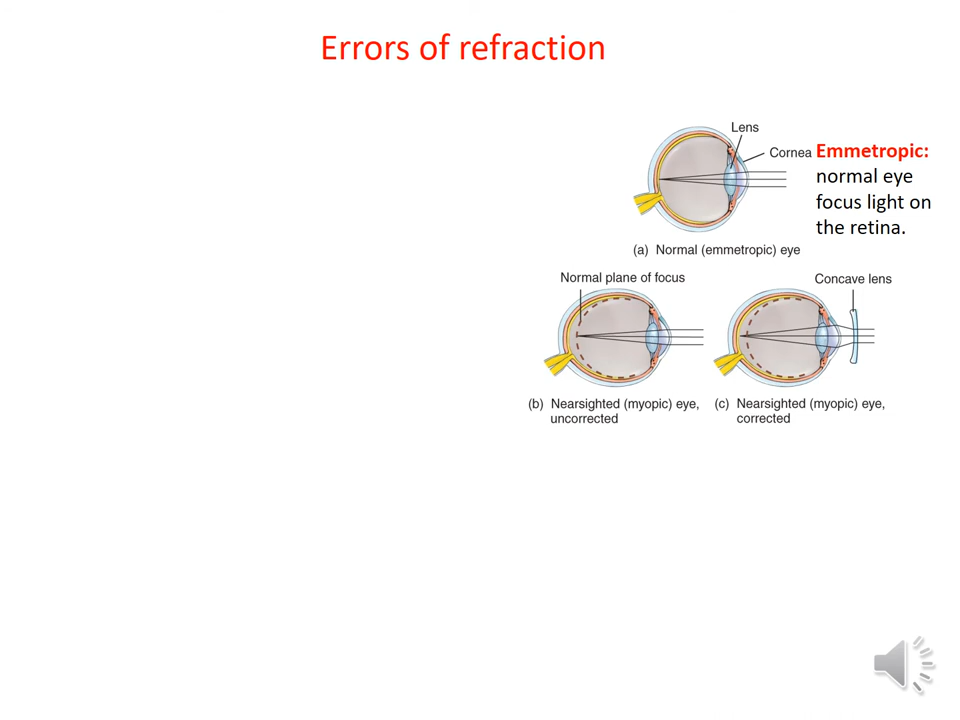 Errors of refraction
Lens
Cornea
Emmetropic:
normal eye
focus light on
the retina.
(a) Normal (emmetropic) eye
Normal plane of focus
Concave lens
(b) Nearsighted (myopic) eye,
uncorrected
(c) Nearsighted (myopic) eye,
corrected